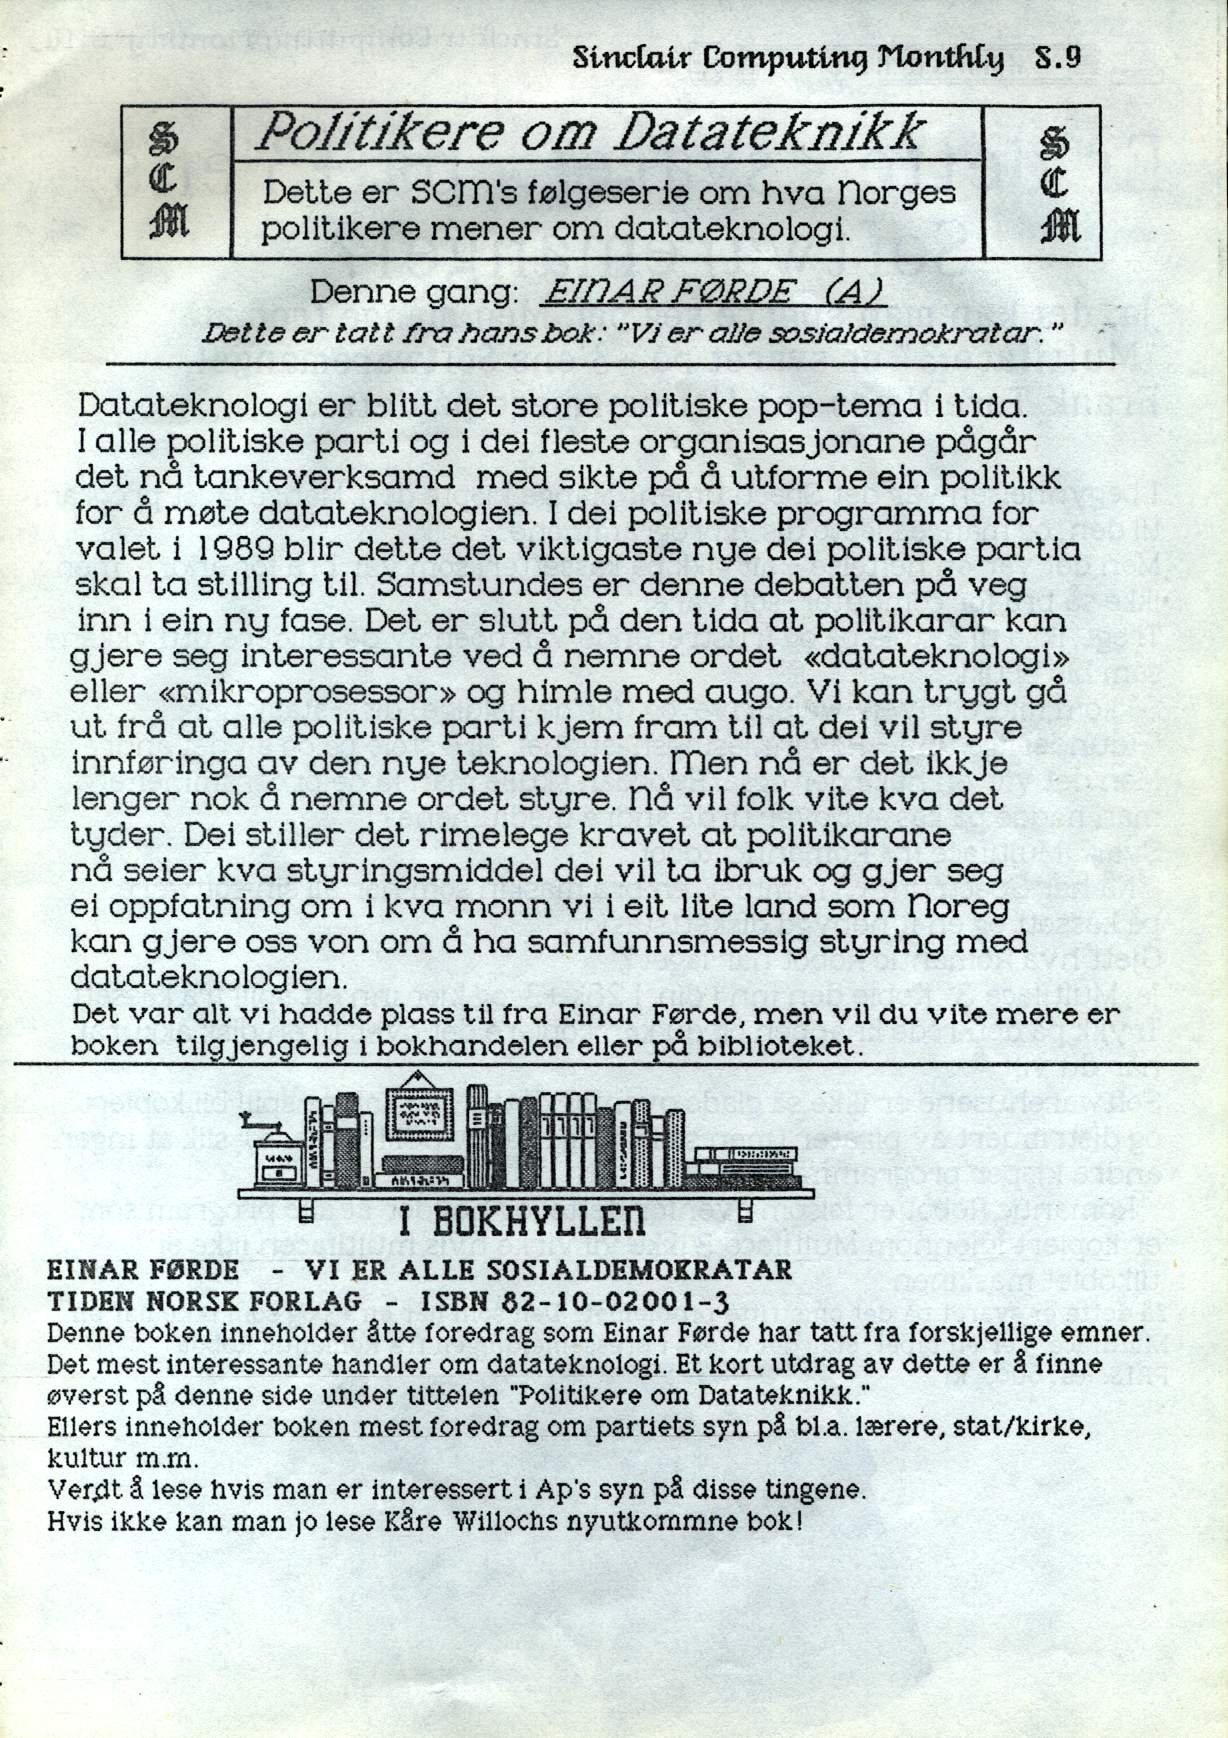 Sinclair Computing Monthly S.9
S
C
M
Politikere om Datateknikk
Dette er SCM's følgeserie om hva Norges
politikere mener om datateknologi.
S
C
M
Denne gang: EINAR FØRDE (A)
Dette er tatt fra hans bok: "Vi er alle sosialdemokratar."
Datateknologi er blitt det store politiske pop-tema i tida.
I alle politiske parti og i dei fleste organisasjonane pågår
det nå tankeverksamd med sikte på å utforme ein politikk
for å møte datateknologien. I dei politiske programma for
valet i 1989 blir dette det viktigaste nye dei politiske partia
skal ta stilling til. Samstundes er denne debatten på veg
inn i ein ny fase. Det er slutt på den tida at politikarar kan
gjere seg interessante ved å nemne ordet «datateknologi»
eller «mikroprosessor» og himle med augo. Vi kan trygt gå
ut frå at alle politiske parti kjem fram til at dei vil styre
innføringa av den nye teknologien. Men nå er det ikkje
lenger nok å nemne ordet styre. Nå vil folk vite kva det
tyder. Dei stiller det rimelege kravet at politikarane
nå seier kva styringsmiddel dei vil ta ibruk og gjer seg
ei oppfatning om i kva monn vi i eit lite land som Noreg
kan gjere oss von om å ha samfunnsmessig styring med
datateknologien.
Det var alt vi hadde plass til fra Einar Førde, men vil du vite mere er
boken tilgjengelig i bokhandelen eller på biblioteket.
I BOKHYLLEN
EINAR FØRDE - VI ER ALLE SOSIALDEMOKRATAR
TIDEN NORSK FORLAG - ISBN 82-10-02001-3
Denne boken inneholder åtte foredrag som Einar Førde har tatt fra forskjellige emner.
Det mest interessante handler om datateknologi. Et kort utdrag av dette er å finne
øverst på denne side under tittelen "Politikere om Datateknikk."
Ellers inneholder boken mest foredrag om partiets syn på bl.a. lærere, stat/kirke,
kultur m.m.
Verdt å lese hvis man er interessert i Ap's syn på disse tingene.
Hvis ikke kan man jo lese Kåre Willochs nyutkommne bok!